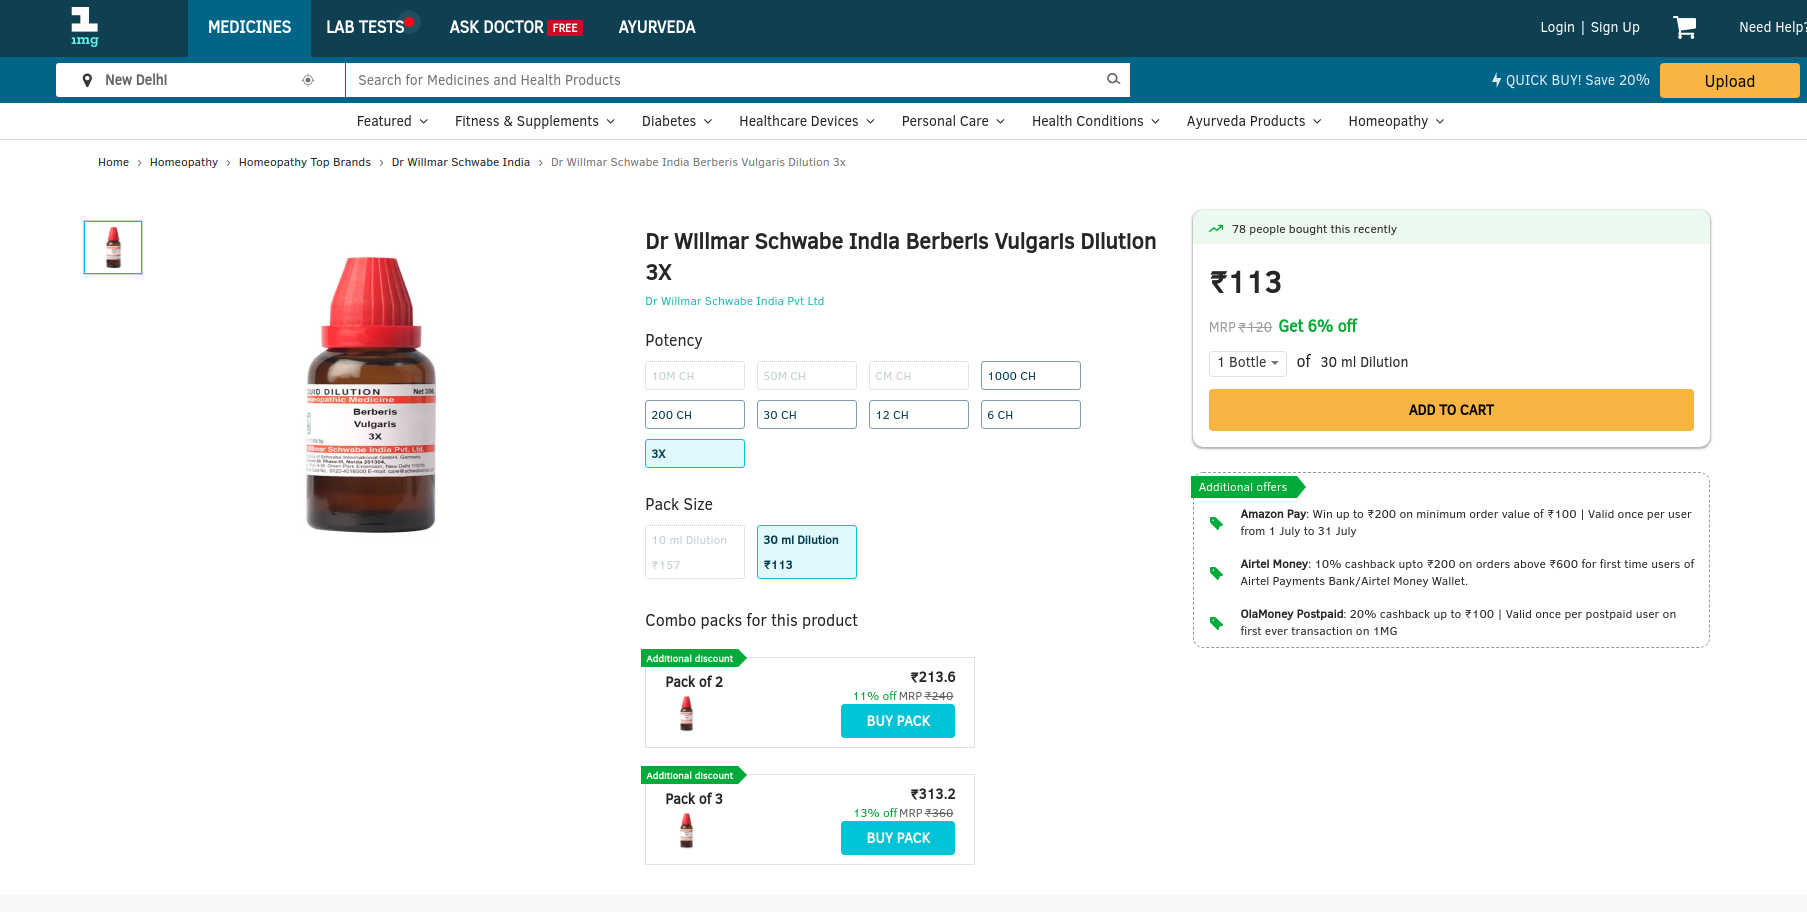 1mg
MEDICINES
LAB TESTS
ASK DOCTOR FREE
AYURVEDA
Login | Sign Up
Need Help?
New Delhi
Search for Medicines and Health Products
QUICK BUY! Save 20%
Upload
Featured
Fitness & Supplements
Diabetes
Healthcare Devices
Personal Care
Health Conditions
Ayurveda Products
Homeopathy
Home › Homeopathy › Homeopathy Top Brands › Dr Willmar Schwabe India › Dr Willmar Schwabe India Berberis Vulgaris Dilution 3x
UID DILUTION Net 30
eopathic Medicine
Berberis
Vulgaris
3X
lmar Schwabe India Pvt. Ltd.
Dr Willmar Schwabe India Berberis Vulgaris Dilution
3X
Dr Willmar Schwabe India Pvt Ltd
Potency
10M CH
50M CH
CM CH
1000 CH
200 CH
30 CH
12 CH
6 CH
3X
Pack Size
10 ml Dilution
₹157
30 ml Dilution
₹113
Combo packs for this product
Additional discount
Pack of 2
₹213.6
11% off MRP ₹240
BUY PACK
Additional discount
Pack of 3
₹313.2
13% off MRP ₹360
BUY PACK
78 people bought this recently
₹113
MRP ₹120 Get 6% off
1 Bottle of 30 ml Dilution
ADD TO CART
Additional offers
Amazon Pay: Win up to ₹200 on minimum order value of ₹100 | Valid once per user
from 1 July to 31 July
Airtel Money: 10% cashback upto ₹200 on orders above ₹600 for first time users of
Airtel Payments Bank/Airtel Money Wallet.
OlaMoney Postpaid: 20% cashback up to ₹100 | Valid once per postpaid user on
first ever transaction on 1MG